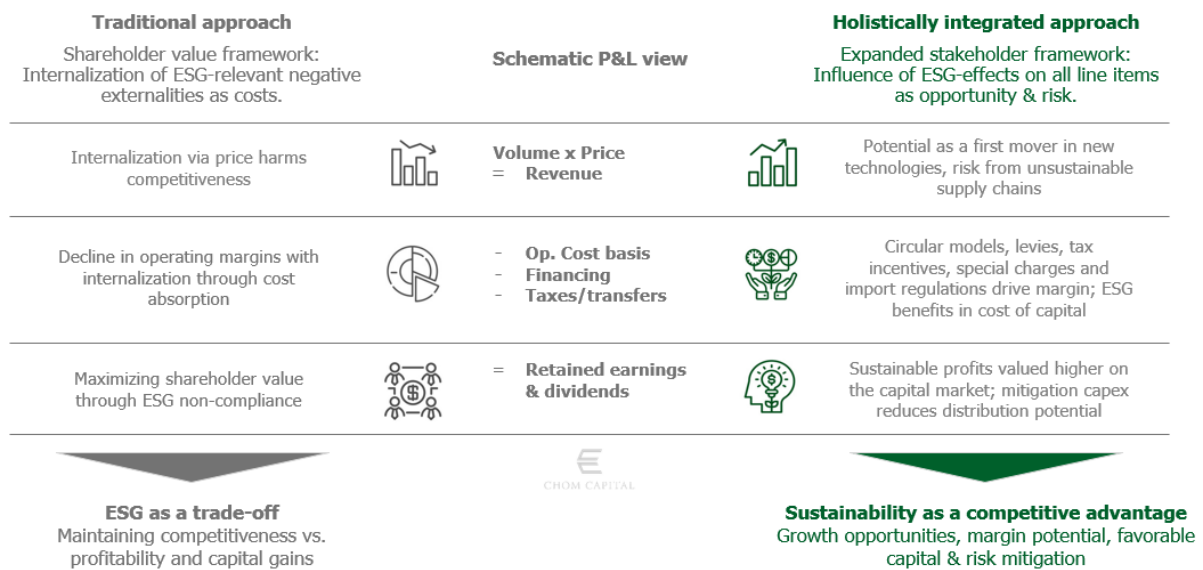 Traditional approach
Shareholder value framework:
Internalization of ESG-relevant negative
externalities as costs.
Schematic P&L view
Holistically integrated approach
Expanded stakeholder framework:
Influence of ESG-effects on all line items
as opportunity & risk.
Internalization via price harms
competitiveness
Volume x Price
= Revenue
Potential as a first mover in new
technologies, risk from unsustainable
supply chains
Decline in operating margins with
internalization through cost
absorption
- Op. Cost basis
- Financing
- Taxes/transfers
Circular models, levies, tax
incentives, special charges and
import regulations drive margin; ESG
benefits in cost of capital
Maximizing shareholder value
through ESG non-compliance
= Retained earnings
& dividends
Sustainable profits valued higher on
the capital market; mitigation capex
reduces distribution potential
CHOM CAPITAL
ESG as a trade-off
Maintaining competitiveness vs.
profitability and capital gains
Sustainability as a competitive advantage
Growth opportunities, margin potential, favorable
capital & risk mitigation